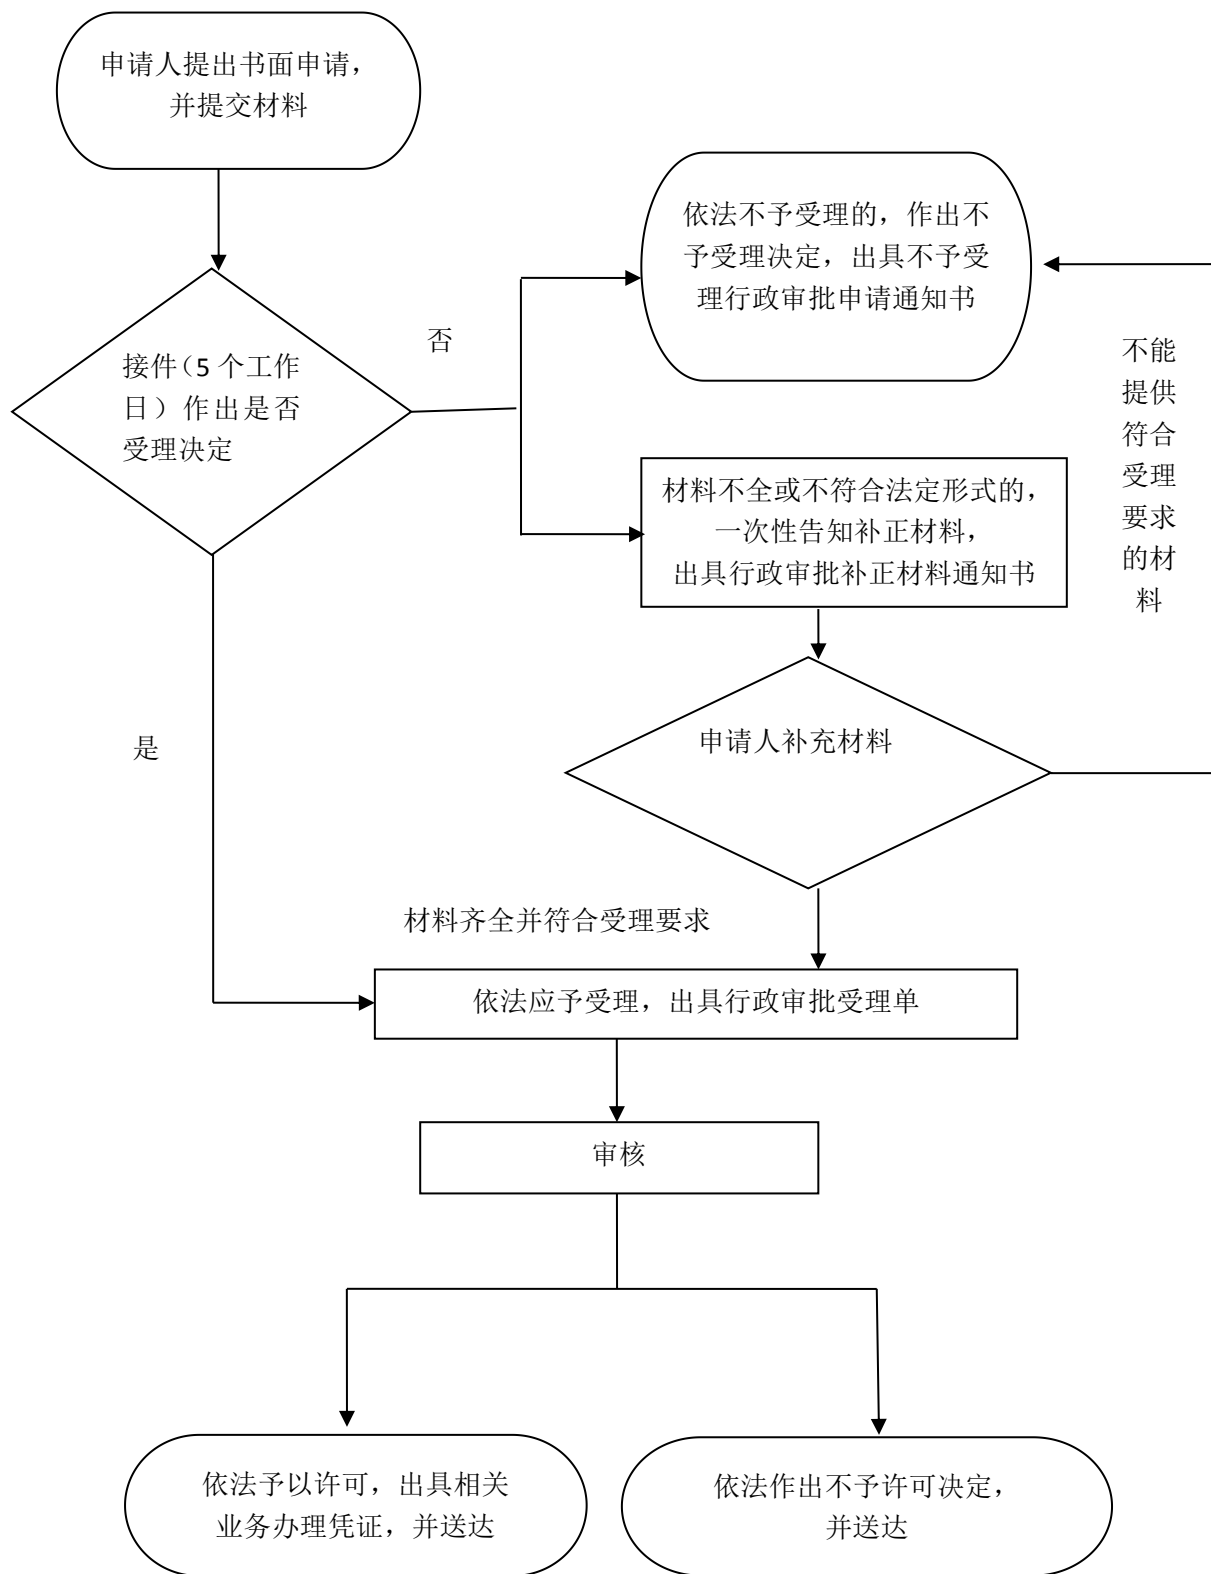 申请人提出书面申请，
并提交材料
依法不予受理的，作出不
予受理决定，出具不予受
理行政审批申请通知书
否
接件（5 个工作
日）作出是否
受理决定
不能
提供
符合
受理
要求
的材
料
材料不全或不符合法定形式的，
一次性告知补正材料，
出具行政审批补正材料通知书
是
申请人补充材料
材料齐全并符合受理要求
依法应予受理，出具行政审批受理单
审核
依法予以许可，出具相关
业务办理凭证，并送达
依法作出不予许可决定，
并送达